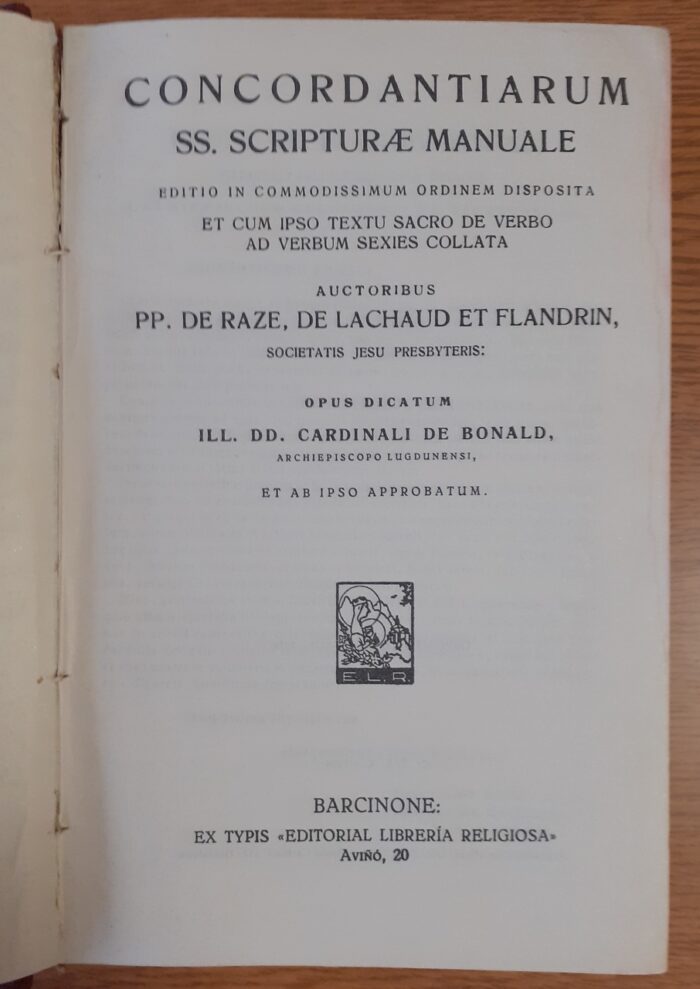 CONCORDANTIARUM
SS. SCRIPTURÆ MANUALE
EDITIO IN COMMODISSIMUM ORDINEM DISPOSITA
ET CUM IPSO TEXTU SACRO DE VERBO
AD VERBUM SEXIES COLLATA
AUCTORIBUS
PP. DE RAZE, DE LACHAUD ET FLANDRIN,
SOCIETATIS JESU PRESBYTERIS:
OPUS DICATUM
ILL. DD. CARDINALI DE BONALD,
ARCHIEPISCOPO LUGDUNENSI,
ET AB IPSO APPROBATUM.
E.L.R.
BARCINONE:
EX TYPIS «EDITORIAL LIBRERÍA RELIGIOSA»
AVIÑÓ, 20